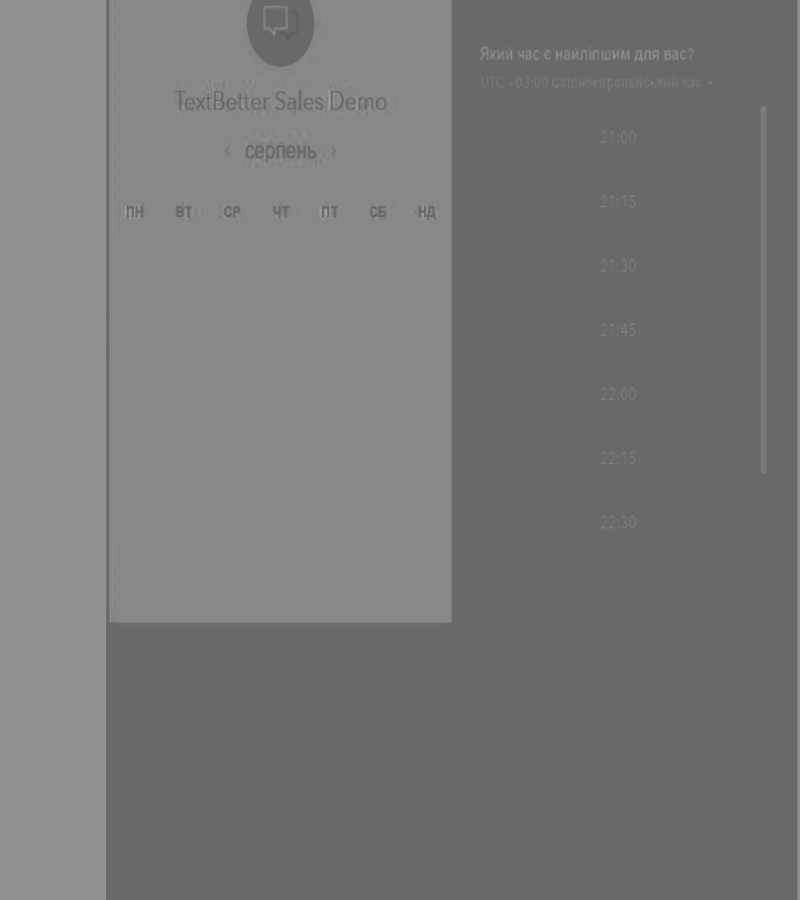 TextBetter Sales Demo
‹ серпень ›
ПН ВТ СР ЧТ ПТ СБ НД
Який час є найліпшим для вас?
UTC +03:00 Східноєвропейський час
21:00
21:15
21:30
21:45
22:00
22:15
22:30